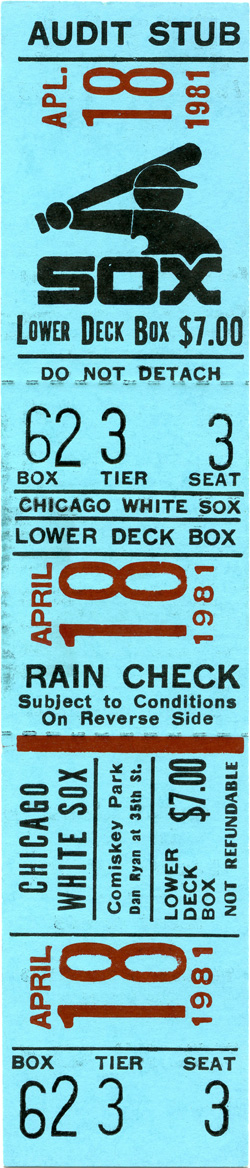 AUDIT STUB
APL. 18 1981
SOX
LOWER DECK BOX $7.00
DO NOT DETACH
62 3 3
BOX TIER SEAT
CHICAGO WHITE SOX
LOWER DECK BOX
APRIL 18 1981
RAIN CHECK
Subject to Conditions
On Reverse Side
CHICAGO
WHITE SOX
Comiskey Park
Dan Ryan at 35th St.
LOWER
DECK
BOX
$7.00
NOT REFUNDABLE
APRIL 18 1981
BOX TIER SEAT
62 3 3